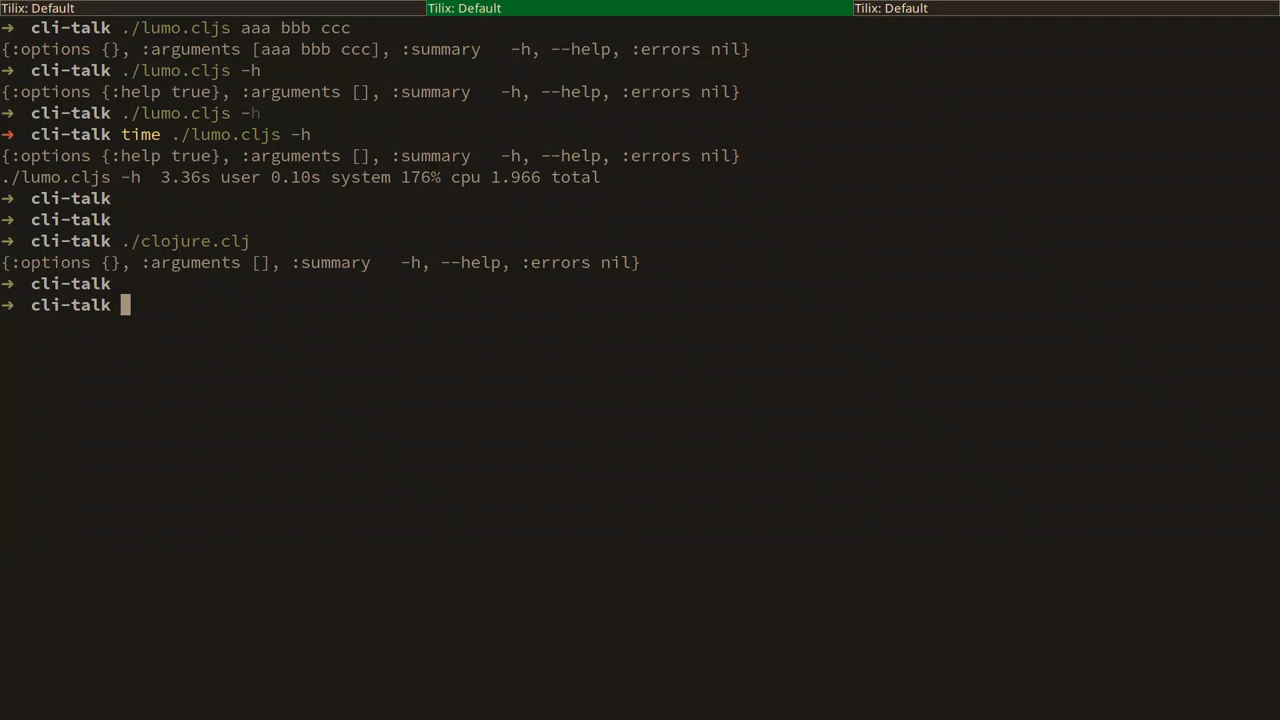 Tilix: Default Tilix: Default Tilix: Default
➜  cli-talk ./lumo.cljs aaa bbb ccc
{:options {}, :arguments [aaa bbb ccc], :summary   -h, --help, :errors nil}
➜  cli-talk ./lumo.cljs -h
{:options {:help true}, :arguments [], :summary   -h, --help, :errors nil}
➜  cli-talk ./lumo.cljs -h
➜  cli-talk time ./lumo.cljs -h
{:options {:help true}, :arguments [], :summary   -h, --help, :errors nil}
./lumo.cljs -h  3.36s user 0.10s system 176% cpu 1.966 total
➜  cli-talk
➜  cli-talk
➜  cli-talk ./clojure.clj
{:options {}, :arguments [], :summary   -h, --help, :errors nil}
➜  cli-talk
➜  cli-talk